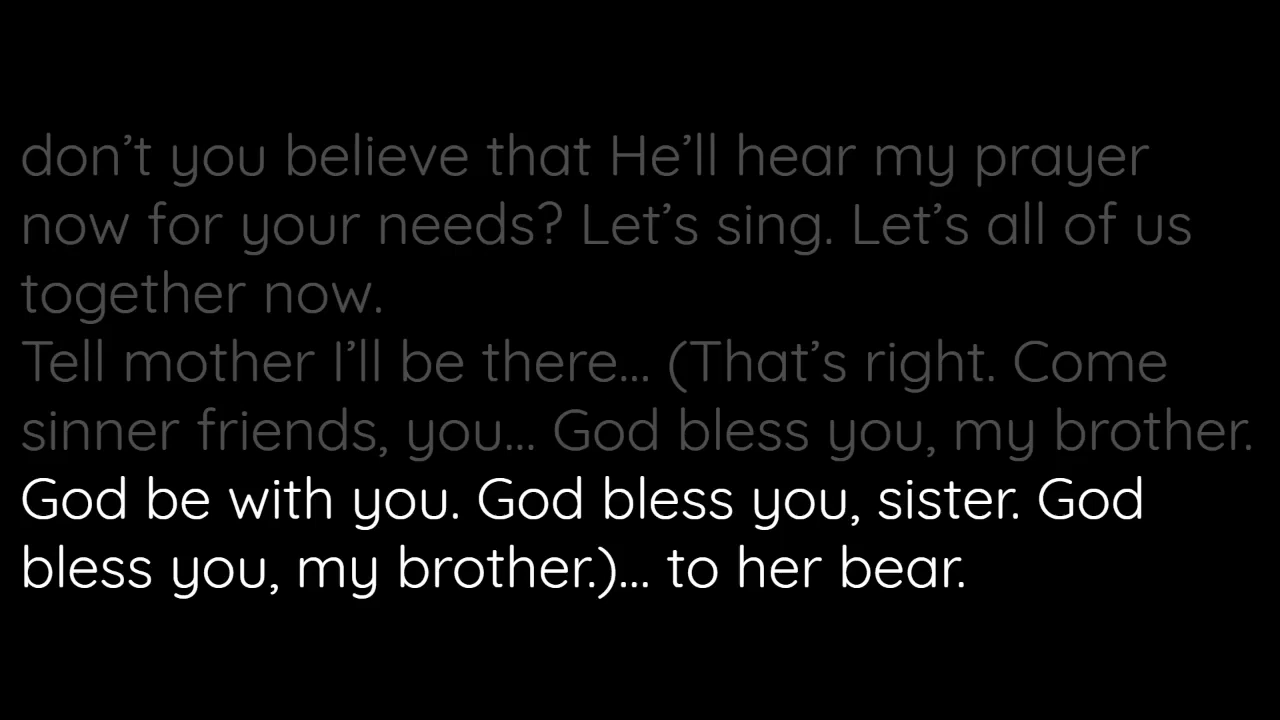 don’t you believe that He’ll hear my prayer
now for your needs? Let’s sing. Let’s all of us
together now.
Tell mother I’ll be there... (That’s right. Come
sinner friends, you... God bless you, my brother.
God be with you. God bless you, sister. God
bless you, my brother.)... to her bear.